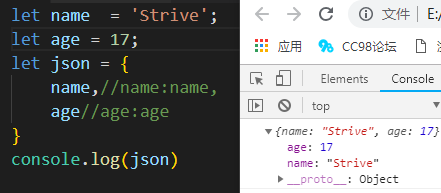 let name  = 'Strive';
let age = 17;
let json = {
    name,//name:name,
    age//age:age
}
console.log(json)
文件 | E:/
应用 CC98论坛
Elements Console
top
{name: "Strive", age: 17}
age: 17
name: "Strive"
__proto__: Object